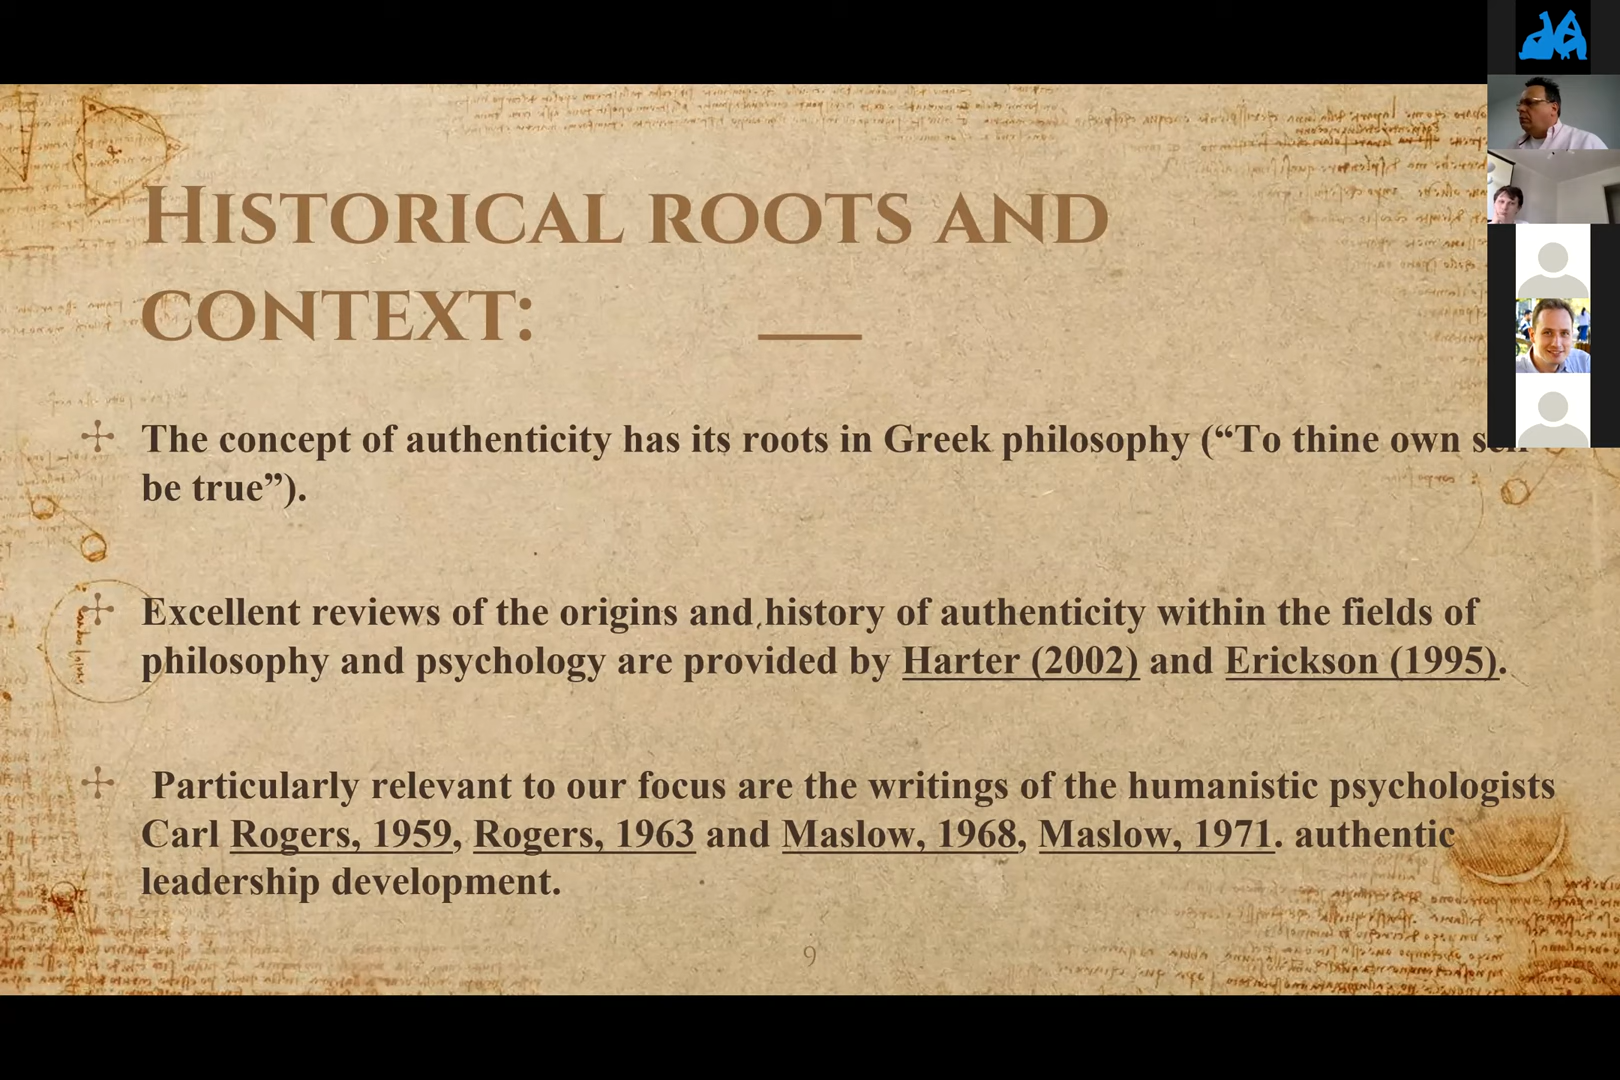 HISTORICAL ROOTS AND
CONTEXT:
The concept of authenticity has its roots in Greek philosophy (“To thine own self
be true”).
Excellent reviews of the origins and history of authenticity within the fields of
philosophy and psychology are provided by Harter (2002) and Erickson (1995).
Particularly relevant to our focus are the writings of the humanistic psychologists
Carl Rogers, 1959, Rogers, 1963 and Maslow, 1968, Maslow, 1971. authentic
leadership development.
9